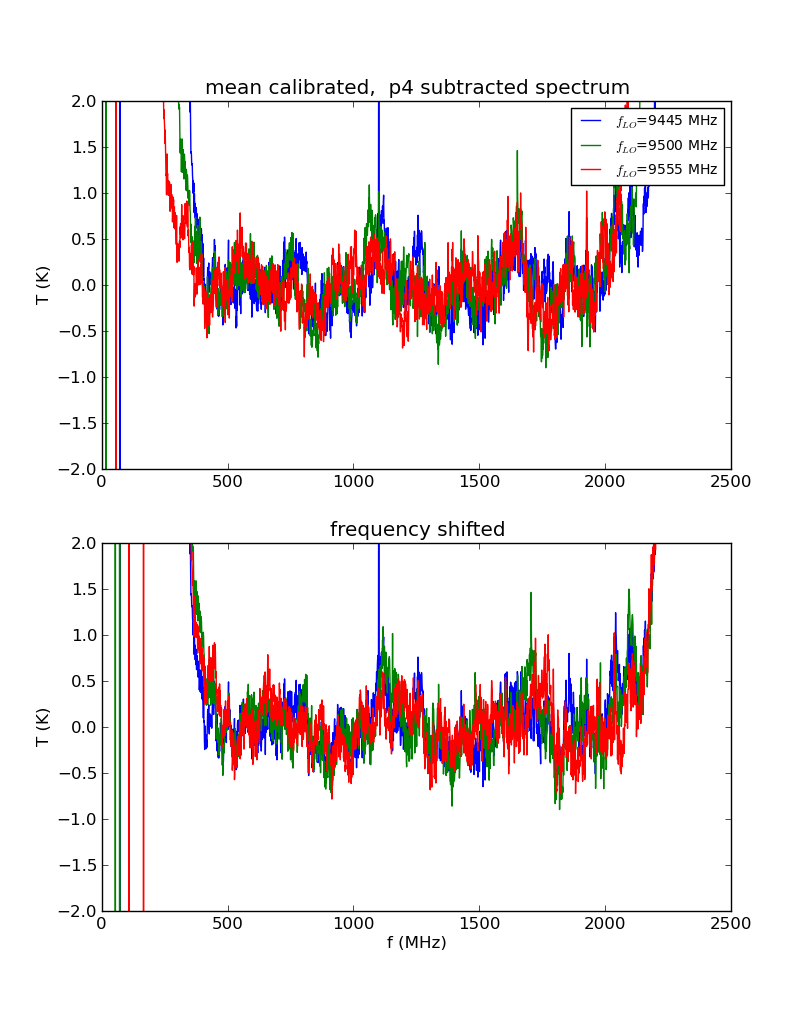 mean calibrated,  p4 subtracted spectrum
2.0
1.5
1.0
0.5
0.0
−0.5
−1.0
−1.5
−2.0
T (K)
f_LO=9445 MHz
f_LO=9500 MHz
f_LO=9555 MHz
0 500 1000 1500 2000 2500
frequency shifted
2.0
1.5
1.0
0.5
0.0
−0.5
−1.0
−1.5
−2.0
T (K)
0 500 1000 1500 2000 2500
f (MHz)